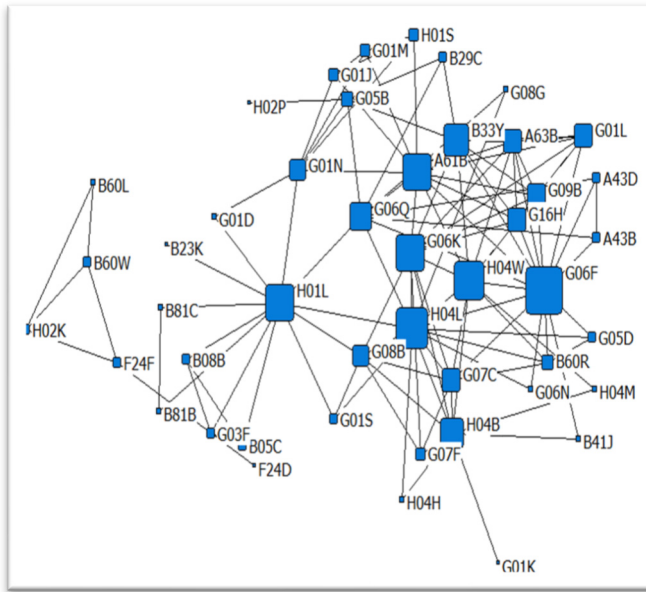 H01S
G01M
B29C
G01J
G08G
H02P
G05B
B33Y
A63B
G01L
A61B
G01N
A43D
B60L
G09B
G06Q
G16H
G01D
A43B
B23K
G06K
B60W
H04W
G06F
H01L
B81C
H04L
H02K
G05D
G08B
B08B
B60R
F24F
G07C
G06N
H04M
B81B
G01S
H04B
G03F
B41J
B05C
G07F
F24D
H04H
G01K